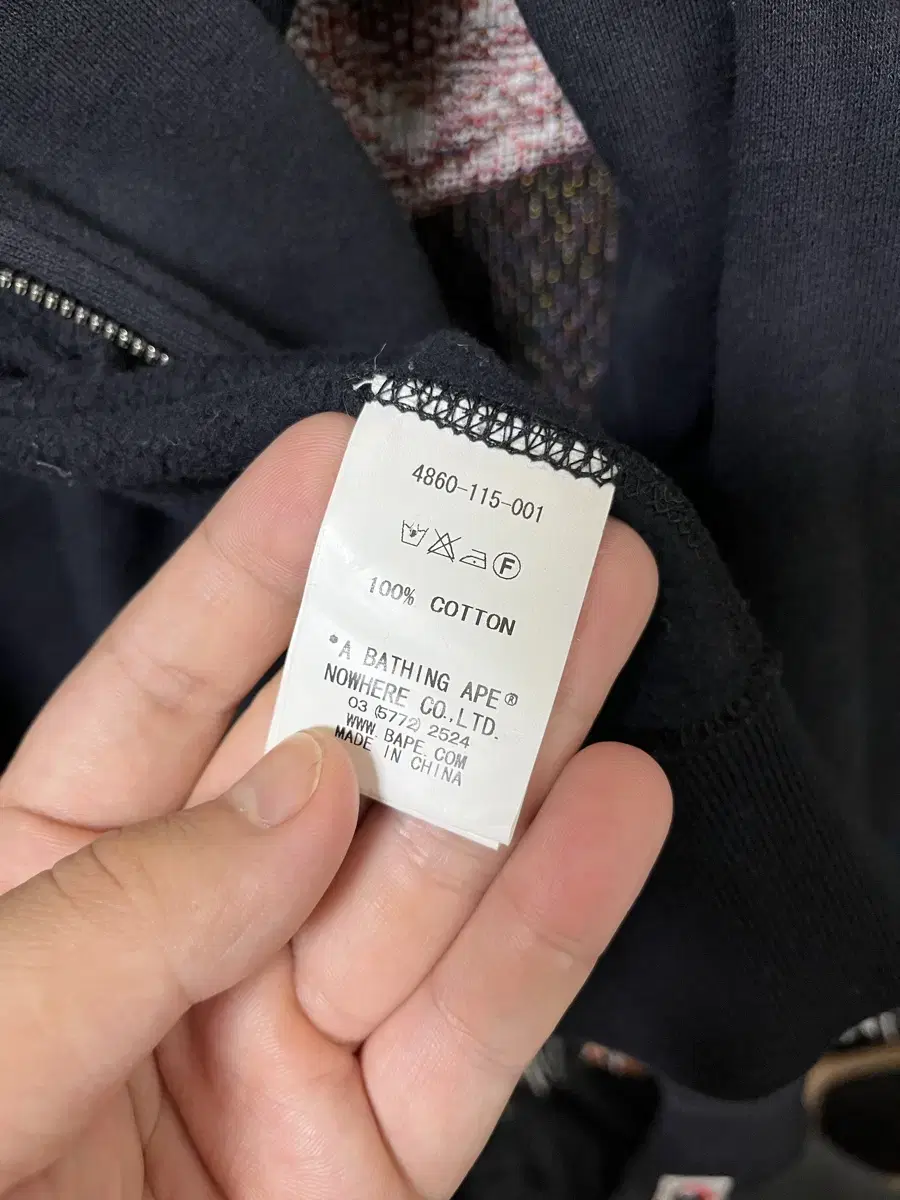 4860-115-001
F
100% COTTON
*A BATHING APE®
NOWHERE CO.,LTD.
03 (5772) 2524
WWW. BAPE. COM
MADE IN CHINA